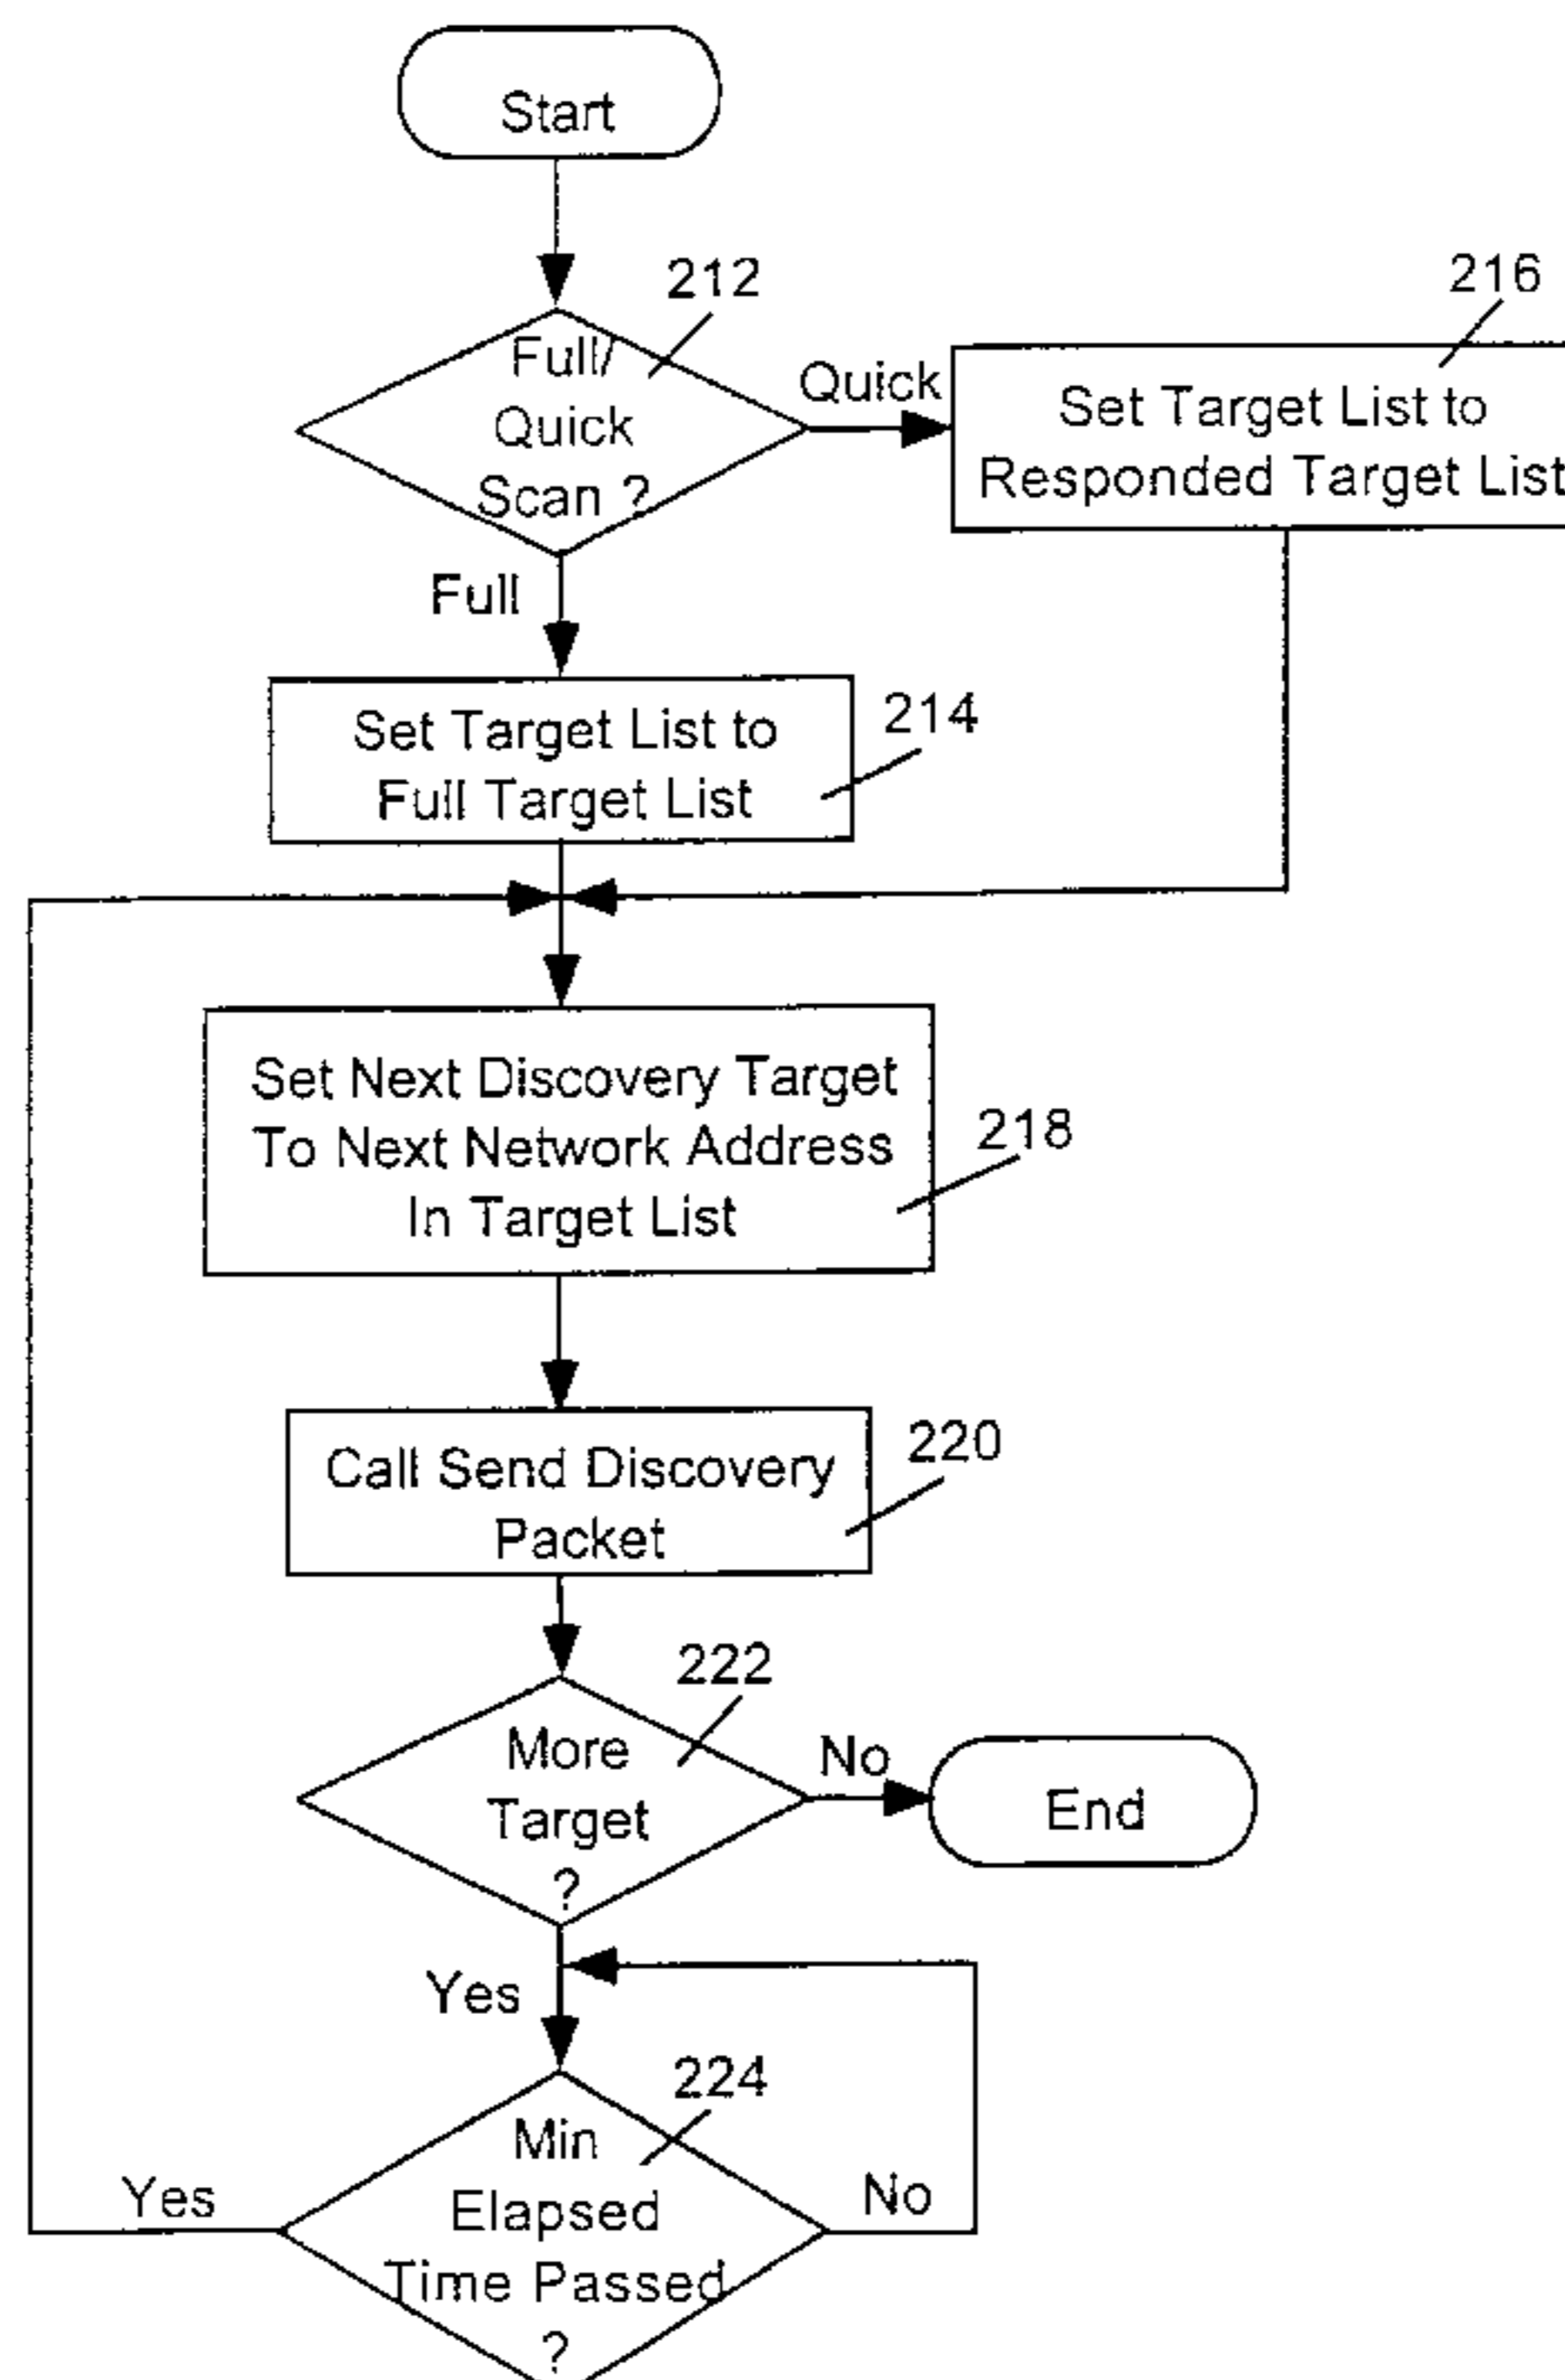 Start
212
Full/
Quick
Scan ?
Quick
216
Set Target List to
Responded Target List
Full
214
Set Target List to
Full Target List
218
Set Next Discovery Target
To Next Network Address
In Target List
220
Call Send Discovery
Packet
222
More
Target
?
No
End
Yes
224
Min
Elapsed
Time Passed
?
Yes
No